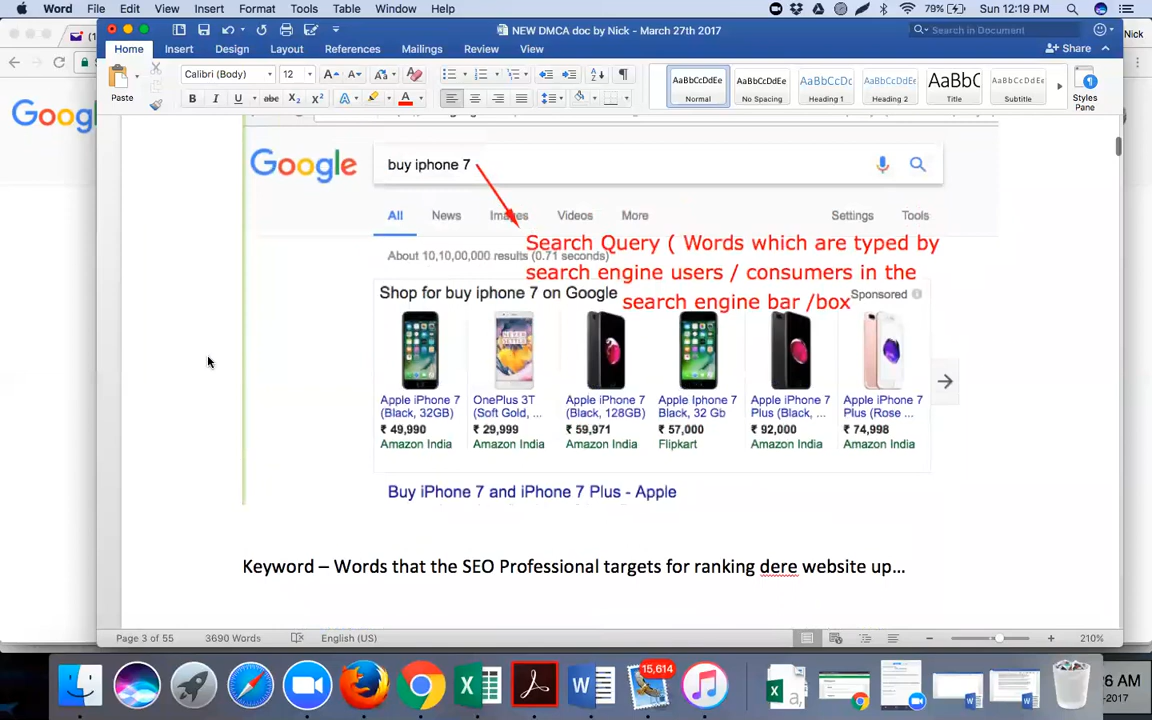 Word File Edit View Insert Format Tools Table Window Help 79% Sun 12:19 PM
NEW DMCA doc by Nick - March 27th 2017 Search in Document Nick
Home Insert Design Layout References Mailings Review View Share
Paste Calibri (Body) 12 AaBbCcDdEe AaBbCcDdEe AaBbCcDc AaBbCcDdEe AaBbC AaBbCcDdEe
B I U abc X₂ X² A A Normal No Spacing Heading 1 Heading 2 Title Subtitle Styles Pane
Goog
Google buy iphone 7
All News Images Videos More Settings Tools
About 10,10,00,000 results (0.71 seconds)
Search Query ( Words which are typed by
search engine users / consumers in the
search engine bar /box
Shop for buy iphone 7 on Google Sponsored
Apple iPhone 7 OnePlus 3T Apple iPhone 7 Apple Iphone 7 Apple iPhone 7 Apple iPhone 7
(Black, 32GB) (Soft Gold, ... (Black, 128GB) Black, 32 Gb Plus (Black, ... Plus (Rose ...
₹ 49,990 ₹ 29,999 ₹ 59,971 ₹ 57,000 ₹ 92,000 ₹ 74,998
Amazon India Amazon India Amazon India Flipkart Amazon India Amazon India
Buy iPhone 7 and iPhone 7 Plus - Apple
Keyword – Words that the SEO Professional targets for ranking dere website up...
Page 3 of 55 3690 Words English (US) 210%
15,614
26 AM
-2017